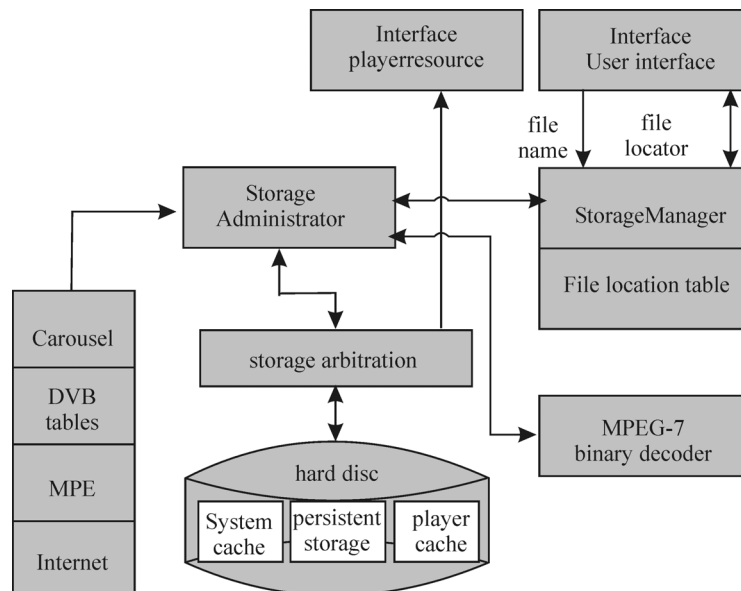 Interface
playerresource
Interface
User interface
file
name
file
locator
Storage
Administrator
StorageManager
File location table
Carousel
DVB
tables
MPE
Internet
storage arbitration
MPEG-7
binary decoder
hard disc
System
cache
persistent
storage
player
cache